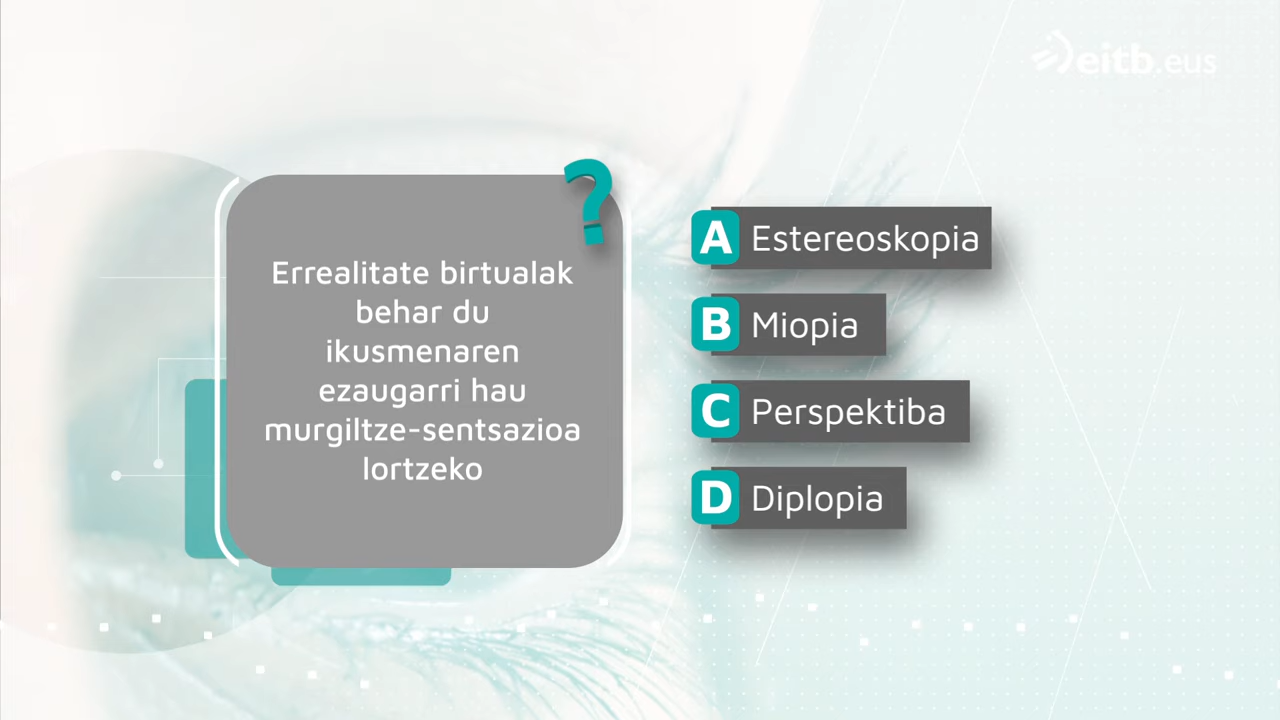 eitb.eus
?
Errealitate birtualak
behar du
ikusmenaren
ezaugarri hau
murgiltze-sentsazioa
lortzeko
A Estereoskopia
B Miopia
C Perspektiba
D Diplopia